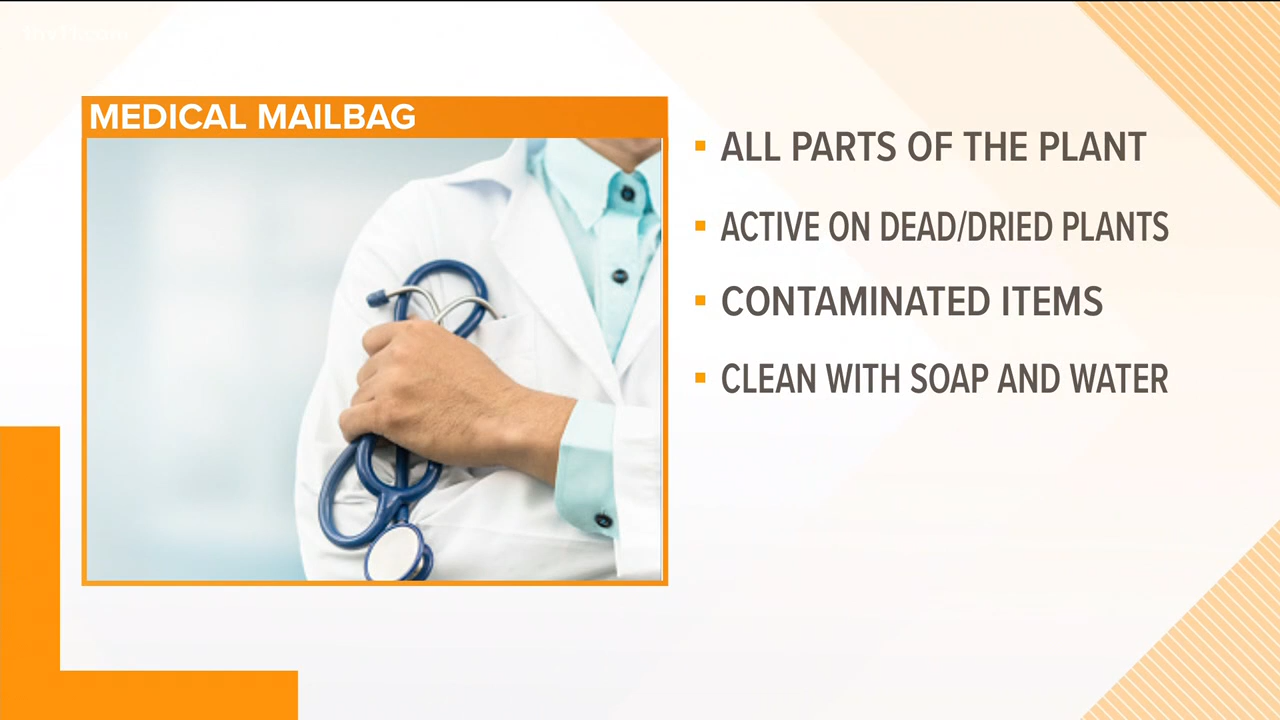 MEDICAL MAILBAG
ALL PARTS OF THE PLANT
ACTIVE ON DEAD/DRIED PLANTS
CONTAMINATED ITEMS
CLEAN WITH SOAP AND WATER